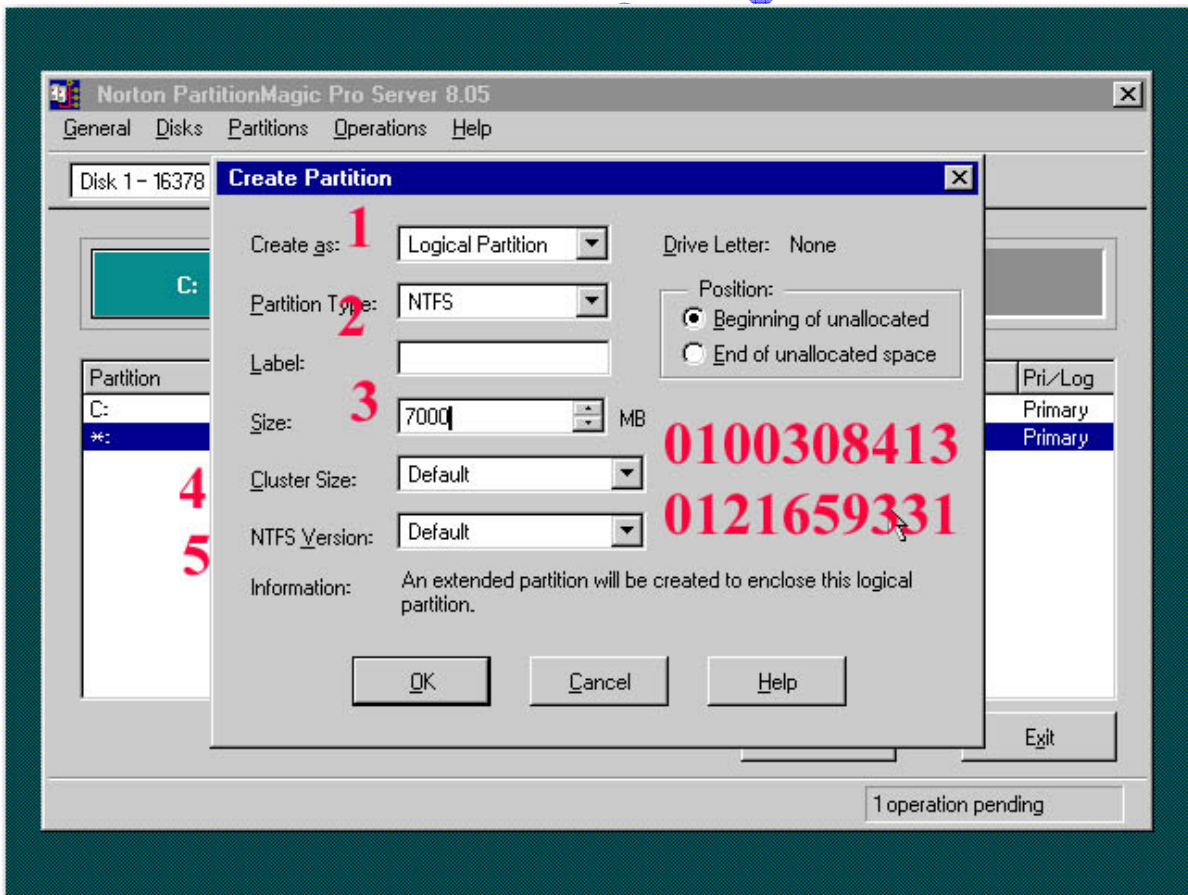 Norton PartitionMagic Pro Server 8.05
General Disks Partitions Operations Help
Disk 1 - 16378
Create Partition
Create as: 1 Logical Partition
Drive Letter: None
C:
Partition Type: 2 NTFS
Position:
Beginning of unallocated
End of unallocated space
Label:
Partition
Pri/Log
C:
Primary
*:
Primary
Size: 3 7000 MB
0100308413
4
Cluster Size: Default
0121659331
5
NTFS Version: Default
Information: An extended partition will be created to enclose this logical
partition.
OK Cancel Help
Exit
1 operation pending